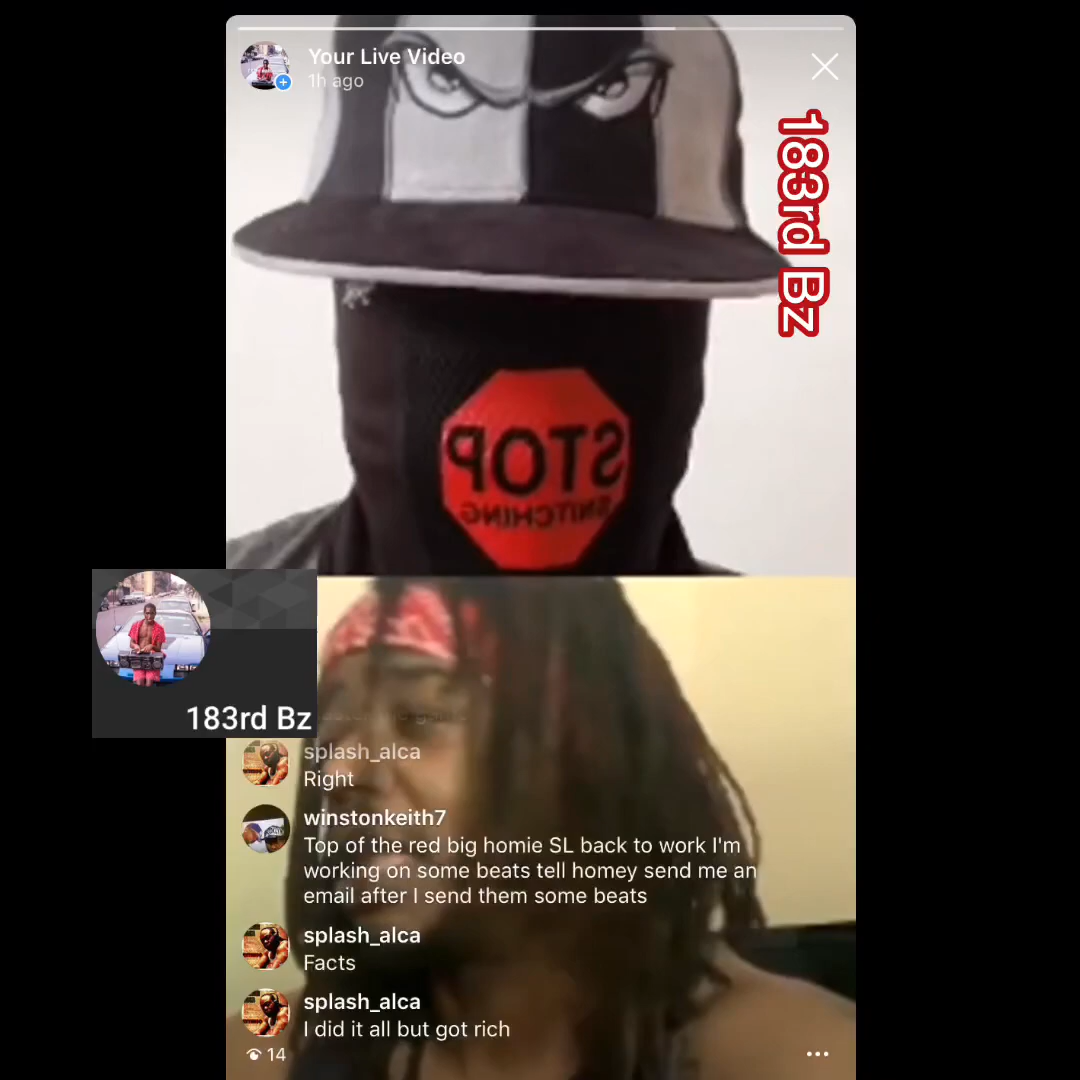 Your Live Video
1h ago
183rd Bz
STOP
SNITCHING
183rd Bz
splash_alca
Right
winstonkeith7
Top of the red big homie SL back to work I'm
working on some beats tell homey send me an
email after I send them some beats
splash_alca
Facts
splash_alca
I did it all but got rich
14